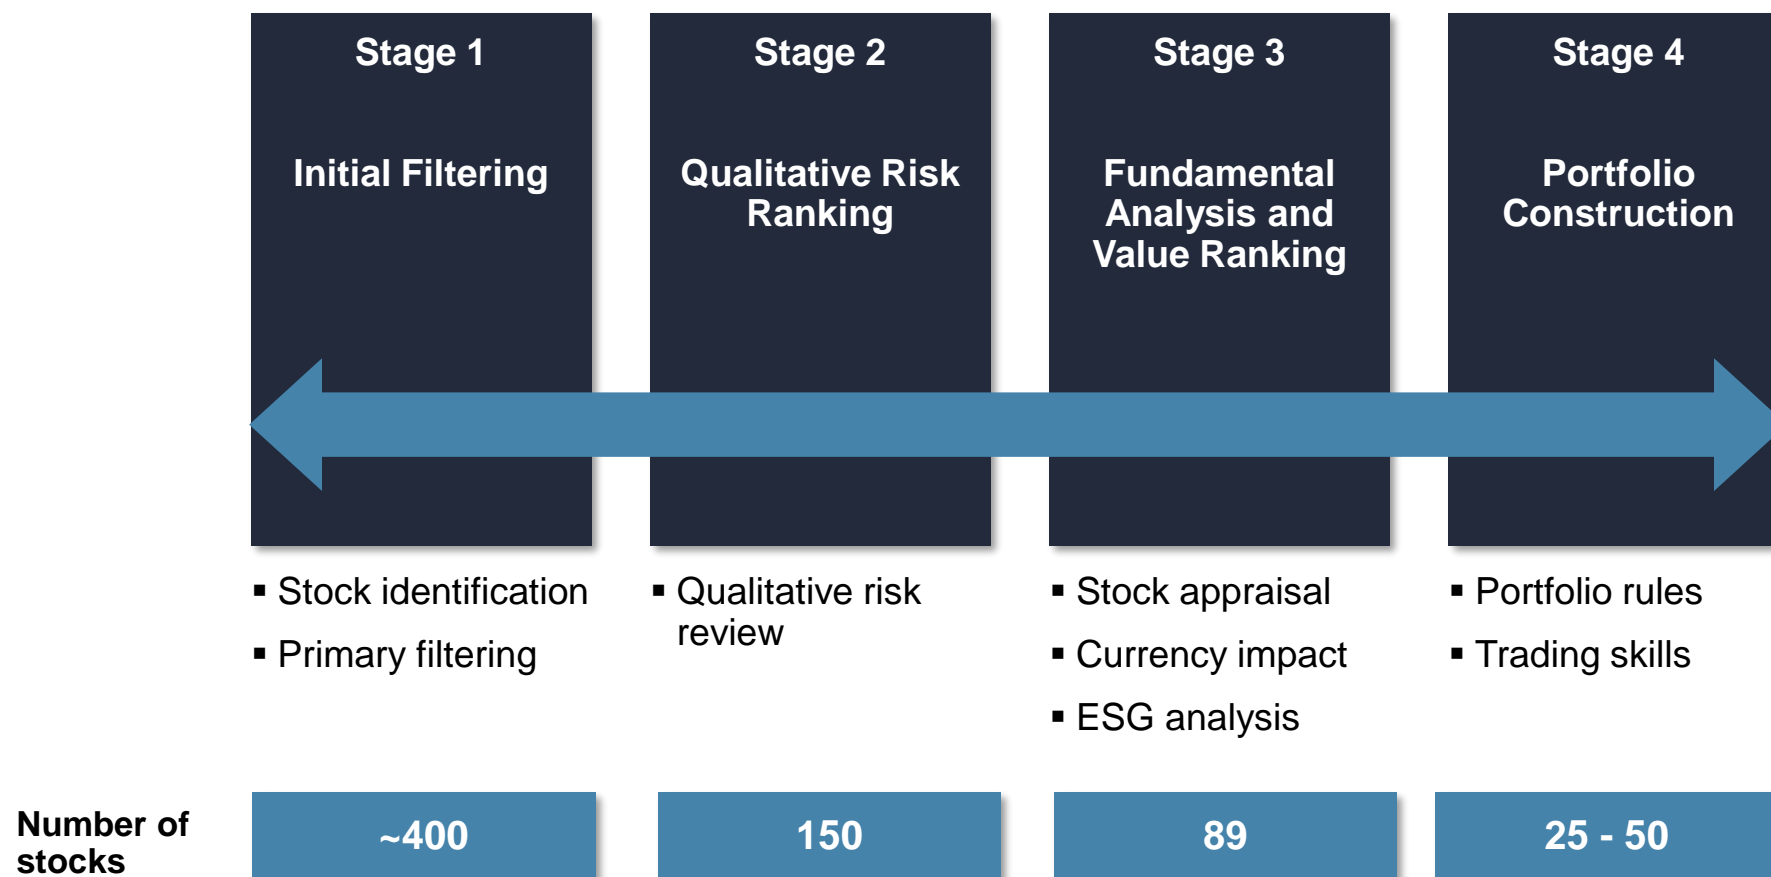 Stage 1
Initial Filtering
Stage 2
Qualitative Risk
Ranking
Stage 3
Fundamental
Analysis and
Value Ranking
Stage 4
Portfolio
Construction
▪ Stock identification
▪ Primary filtering
▪ Qualitative risk
review
▪ Stock appraisal
▪ Currency impact
▪ ESG analysis
▪ Portfolio rules
▪ Trading skills
Number of
stocks
~400
150
89
25 - 50